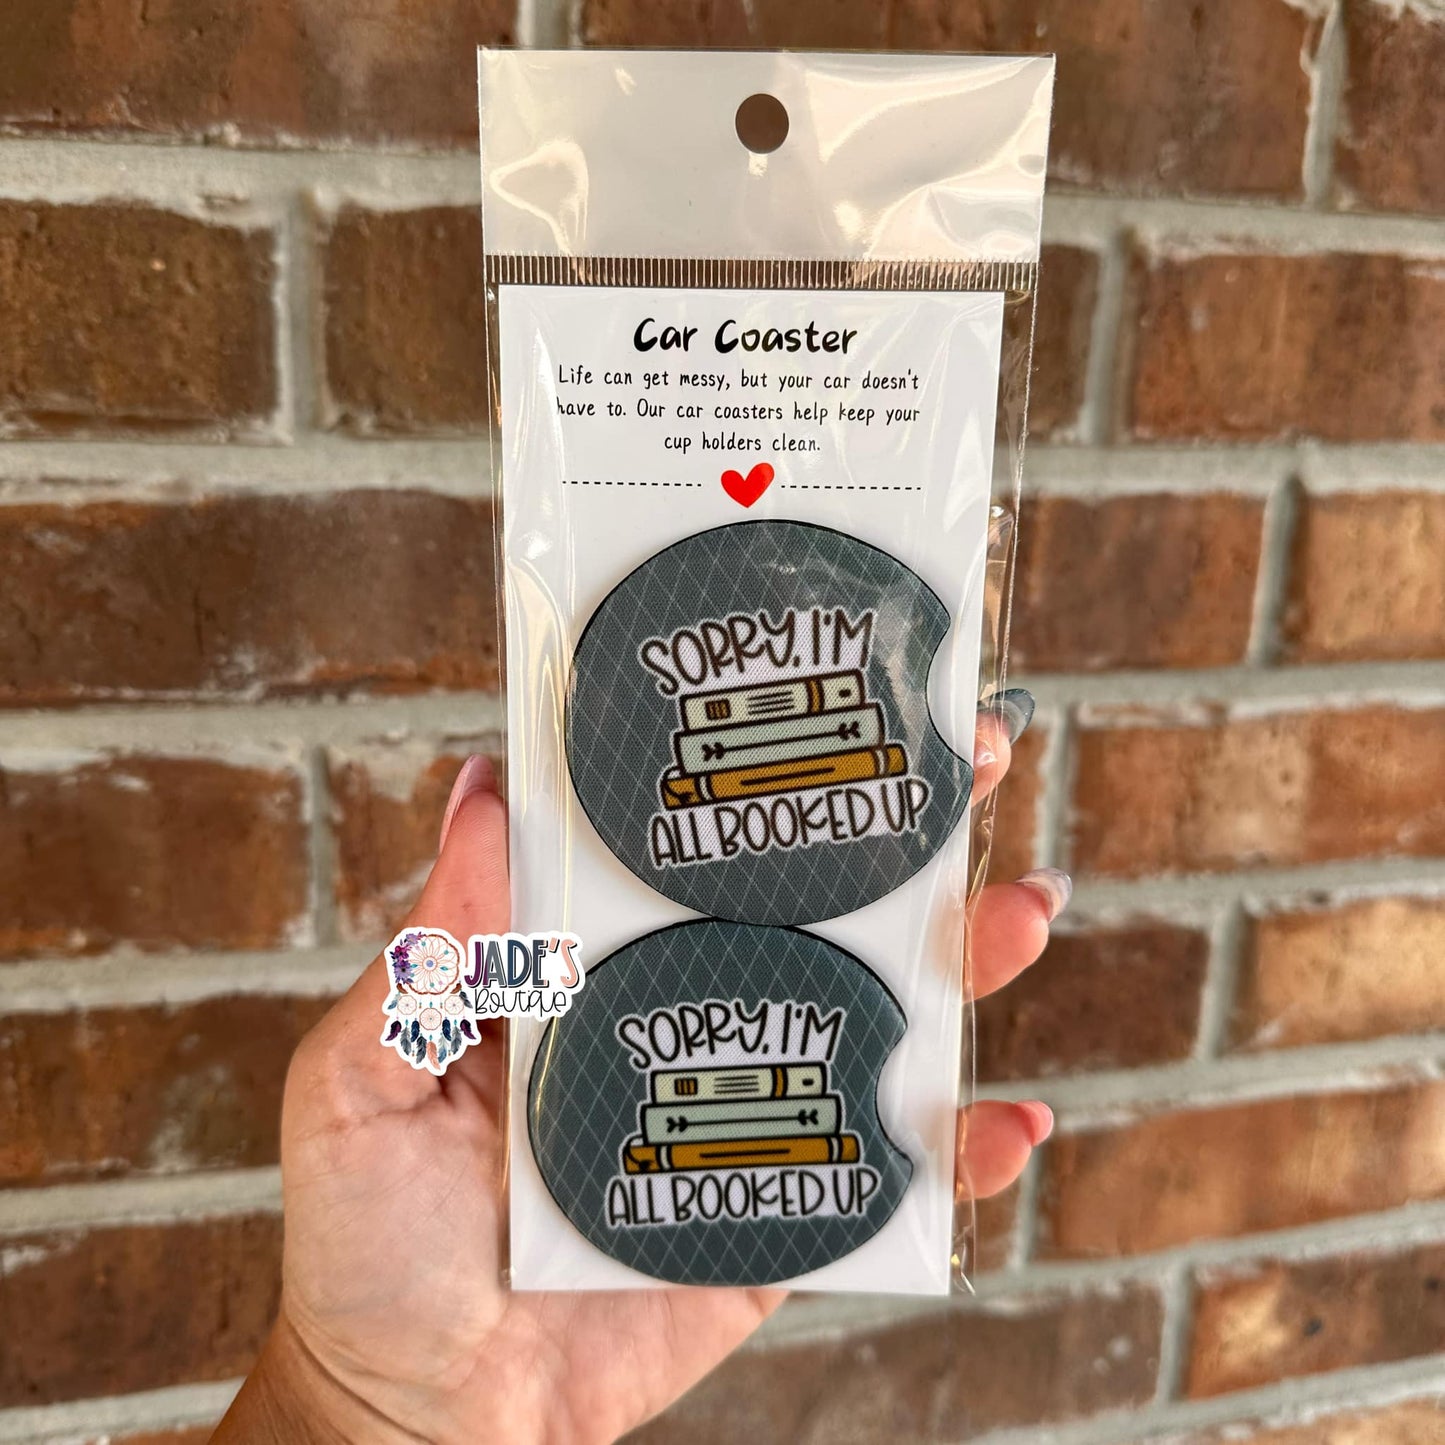 Car Coaster
Life can get messy, but your car doesn't
have to. Our car coasters help keep your
cup holders clean.
SORRY, I'M
ALL BOOKED UP
JADE'S
Boutique
SORRY, I'M
ALL BOOKED UP